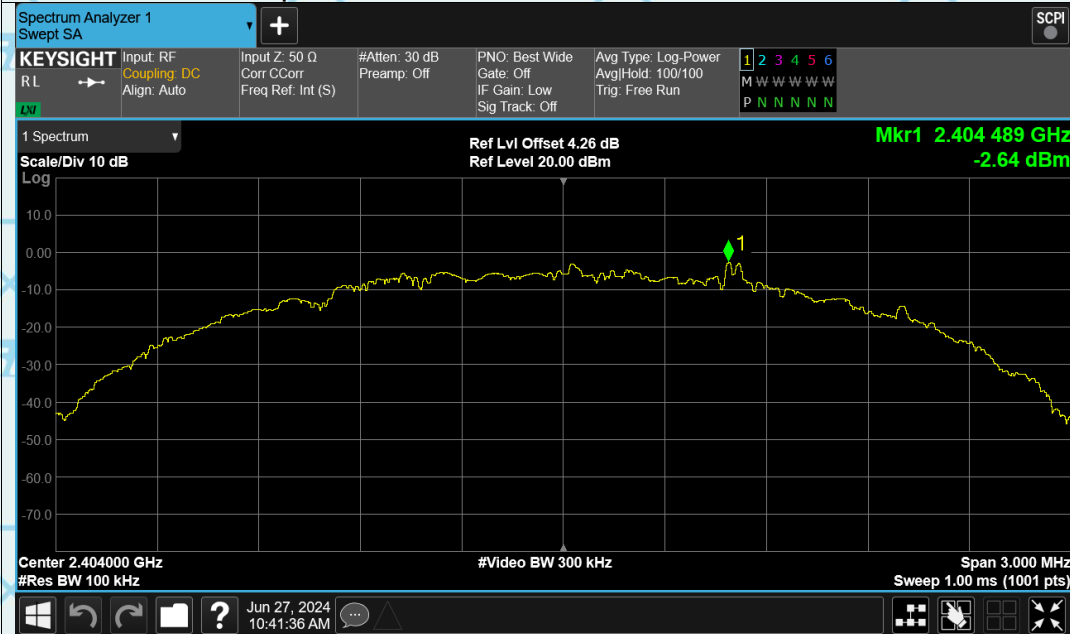 Spectrum Analyzer 1
Swept SA
+
SCPI
KEYSIGHT
R L
LXI
Input: RF
Coupling: DC
Align: Auto
Input Z: 50 Ω
Corr CCorr
Freq Ref: Int (S)
#Atten: 30 dB
Preamp: Off
PNO: Best Wide
Gate: Off
IF Gain: Low
Sig Track: Off
Avg Type: Log-Power
Avg|Hold: 100/100
Trig: Free Run
1 2 3 4 5 6
M W W W W W
P N N N N N
1 Spectrum
Scale/Div 10 dB
Ref Lvl Offset 4.26 dB
Ref Level 20.00 dBm
Mkr1 2.404 489 GHz
-2.64 dBm
Log
1
10.0
0.00
-10.0
-20.0
-30.0
-40.0
-50.0
-60.0
-70.0
Center 2.404000 GHz
#Video BW 300 kHz
Span 3.000 MHz
#Res BW 100 kHz
Sweep 1.00 ms (1001 pts)
?
Jun 27, 2024
10:41:36 AM